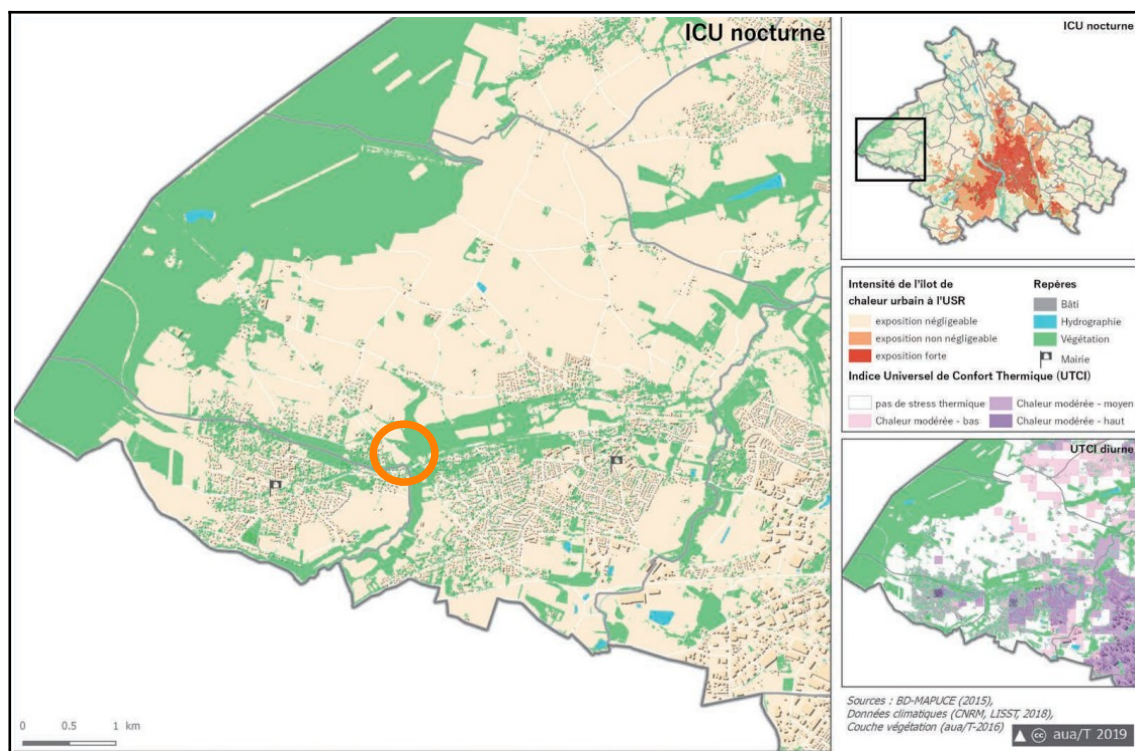 ICU nocturne
ICU nocturne
Intensité de l'îlot de
chaleur urbain à l'USR
exposition négligeable
exposition non négligeable
exposition forte
Repères
Bâti
Hydrographie
Végétation
Mairie
Indice Universel de Confort Thermique (UTCI)
pas de stress thermique
Chaleur modérée - bas
Chaleur modérée - moyen
Chaleur modérée - haut
UTCI diurne
0 0.5 1 km
Sources : BD-MAPUCE (2015),
Données climatiques (CNRM, LISST, 2018),
Couche végétation (aua/T-2016)
cc aua/T 2019